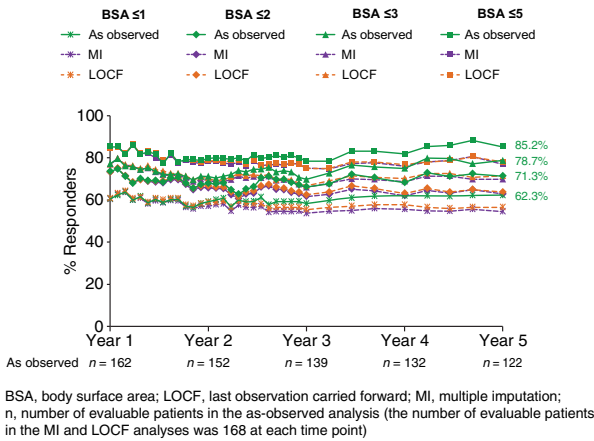 BSA ≤1 BSA ≤2 BSA ≤3 BSA ≤5
As observed As observed As observed As observed
MI MI MI MI
LOCF LOCF LOCF LOCF
% Responders
100
80
60
40
20
0
85.2%
78.7%
71.3%
62.3%
Year 1 Year 2 Year 3 Year 4 Year 5
As observed n = 162 n = 152 n = 139 n = 132 n = 122
BSA, body surface area; LOCF, last observation carried forward; MI, multiple imputation;
n, number of evaluable patients in the as-observed analysis (the number of evaluable patients
in the MI and LOCF analyses was 168 at each time point)